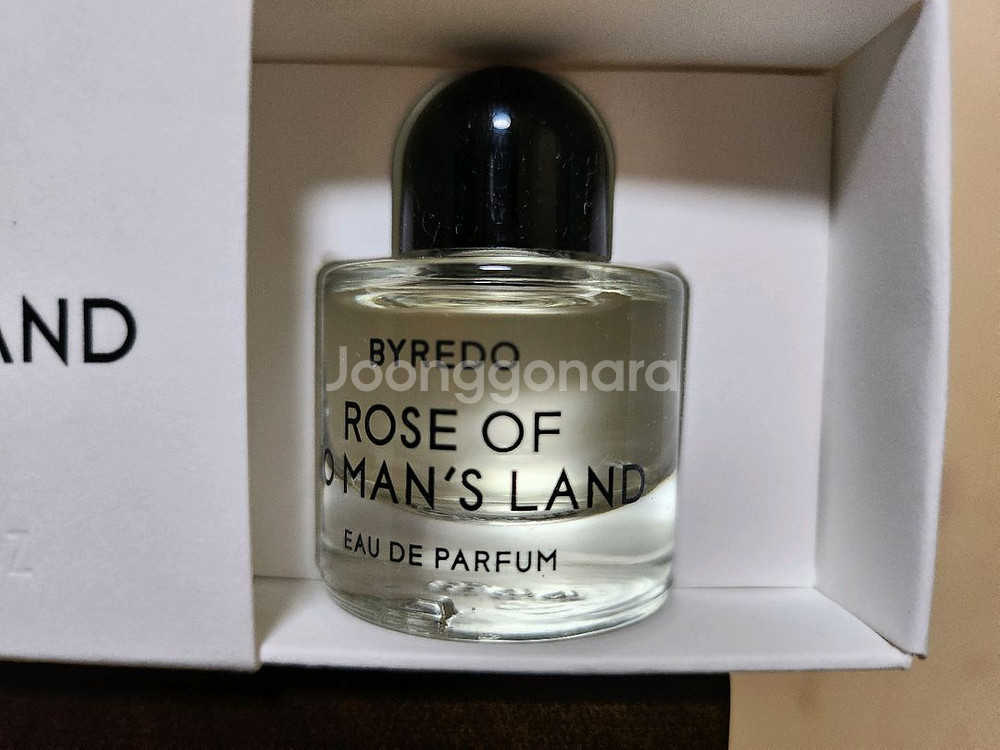 AND
Z
BYREDO
Joonggonara
ROSE OF
O MAN'S LAND
EAU DE PARFUM